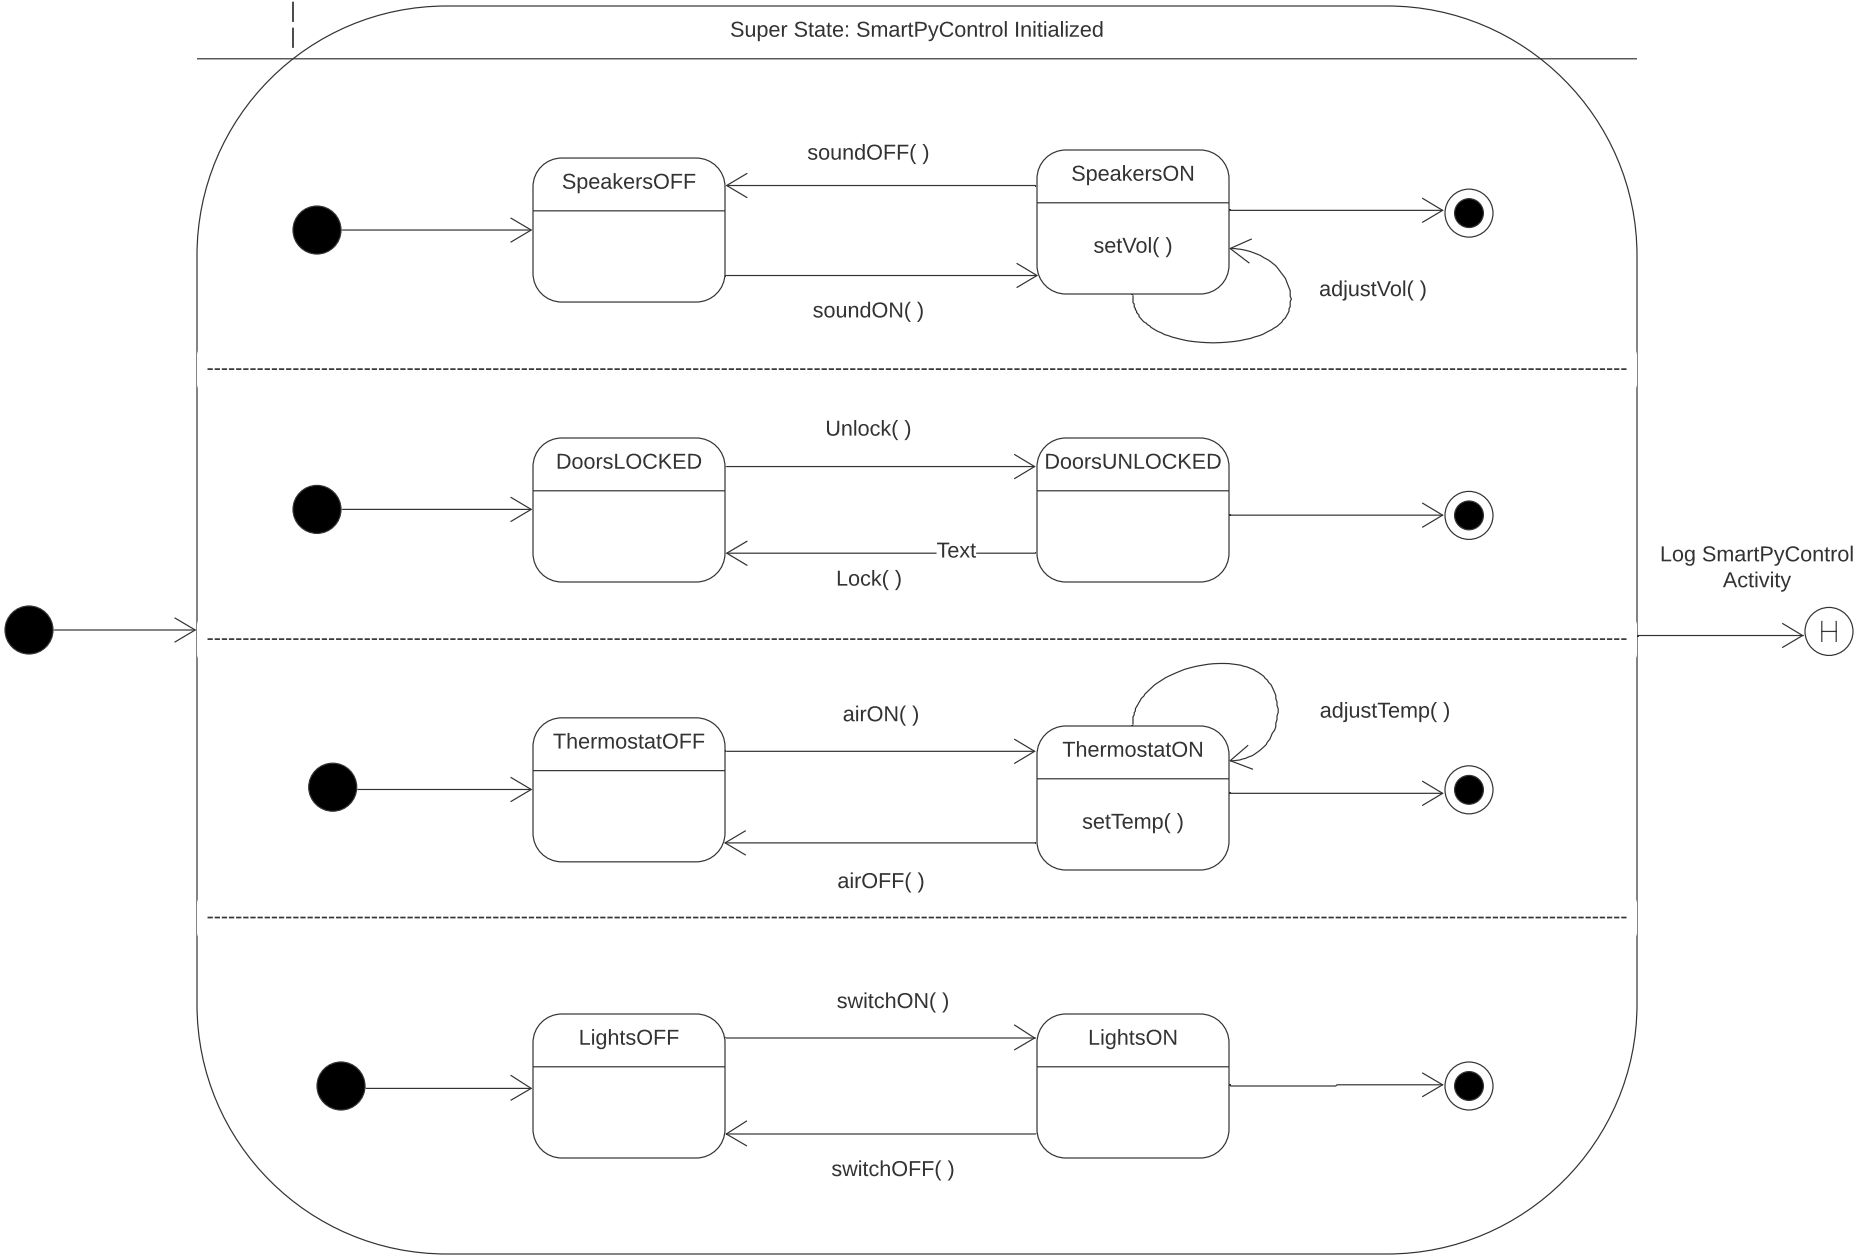 Super State: SmartPyControl Initialized
soundOFF( )
SpeakersOFF
SpeakersON
setVol( )
adjustVol( )
soundON( )
Unlock( )
DoorsLOCKED
DoorsUNLOCKED
Text
Lock( )
Log SmartPyControl
Activity
H
airON( )
adjustTemp( )
ThermostatOFF
ThermostatON
setTemp( )
airOFF( )
switchON( )
LightsOFF
LightsON
switchOFF( )